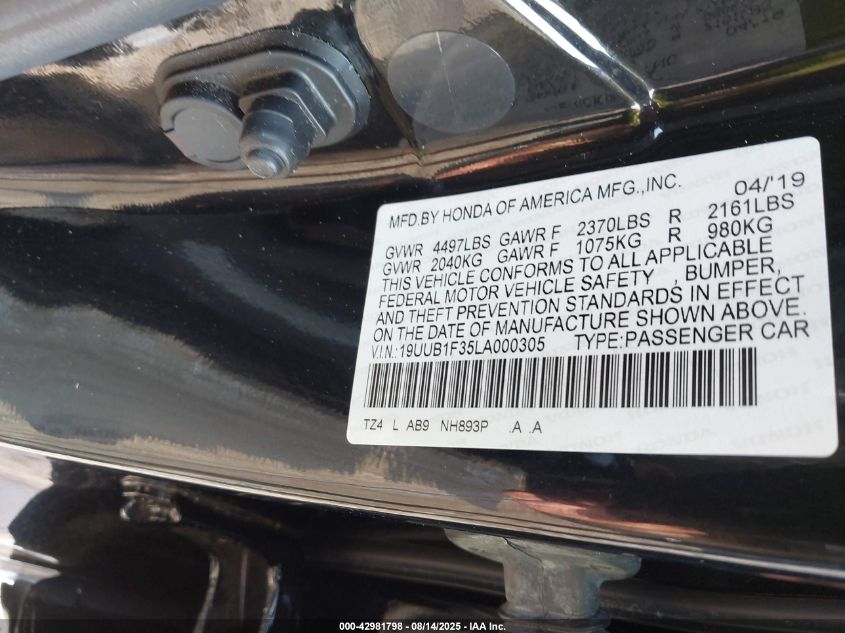 MFD.BY HONDA OF AMERICA MFG.,INC. 04/'19
GVWR 4497LBS GAWR F 2370LBS R 2161LBS
GVWR 2040KG GAWR F 1075KG R 980KG
THIS VEHICLE CONFORMS TO ALL APPLICABLE
FEDERAL MOTOR VEHICLE SAFETY , BUMPER,
AND THEFT PREVENTION STANDARDS IN EFFECT
ON THE DATE OF MANUFACTURE SHOWN ABOVE.
V.I.N.: 19UUB1F35LA000305 TYPE:PASSENGER CAR
TZ4 L AB9 NH893P .A .A
000-42981798 - 08/14/2025 - IAA Inc.